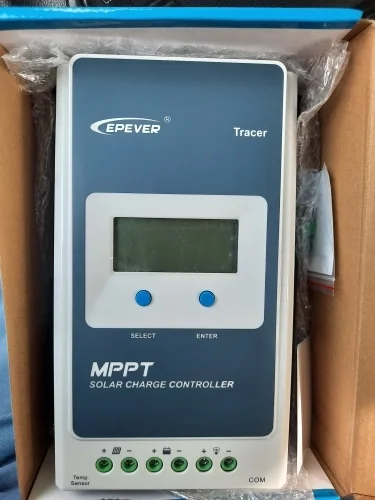 EPEVER ®
Tracer
SELECT ENTER
MPPT
SOLAR CHARGE CONTROLLER
+ − + − + −
Temp.
Sensor
COM